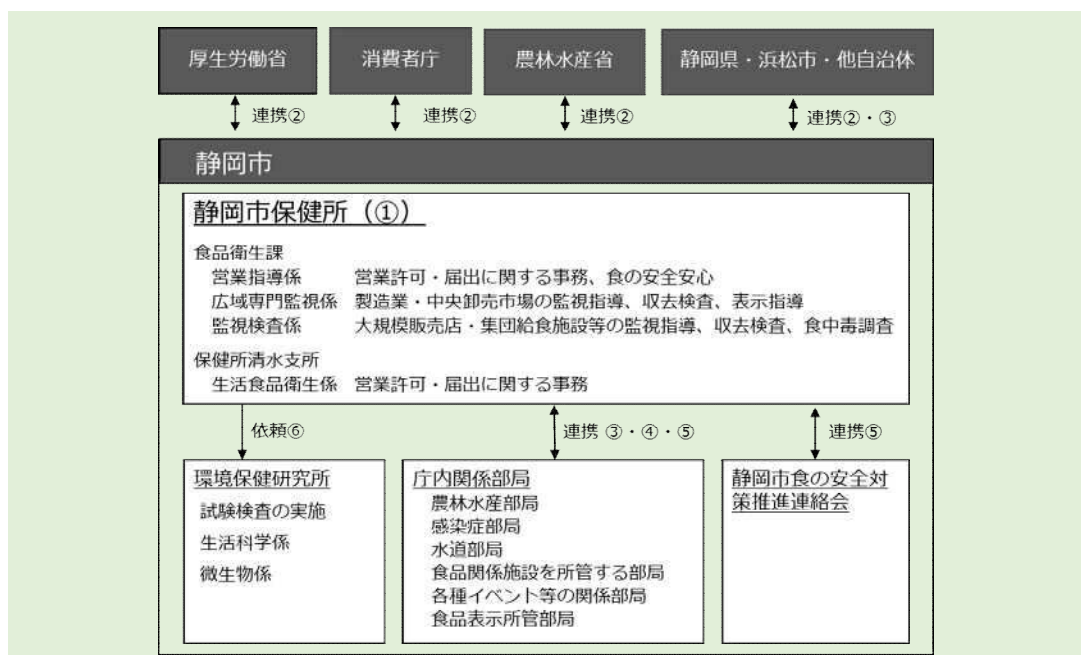 厚生労働省
消費者庁
農林水産省
静岡県・浜松市・他自治体
連携②
連携②
連携②
連携②・③
静岡市
静岡市保健所(①)
食品衛生課
営業指導係 営業許可・届出に関する事務、食の安全安心
広域専門監視係 製造業・中央卸売市場の監視指導、収去検査、表示指導
監視検査係 大規模販売店・集団給食施設等の監視指導、収去検査、食中毒調査
保健所清水支所
生活食品衛生係 営業許可・届出に関する事務
依頼⑥
連携 ③・④・⑤
連携⑤
環境保健研究所
試験検査の実施
生活科学係
微生物係
庁内関係部局
農林水産部局
感染症部局
水道部局
食品関係施設を所管する部局
各種イベント等の関係部局
食品表示所管部局
静岡市食の安全対
策推進連絡会